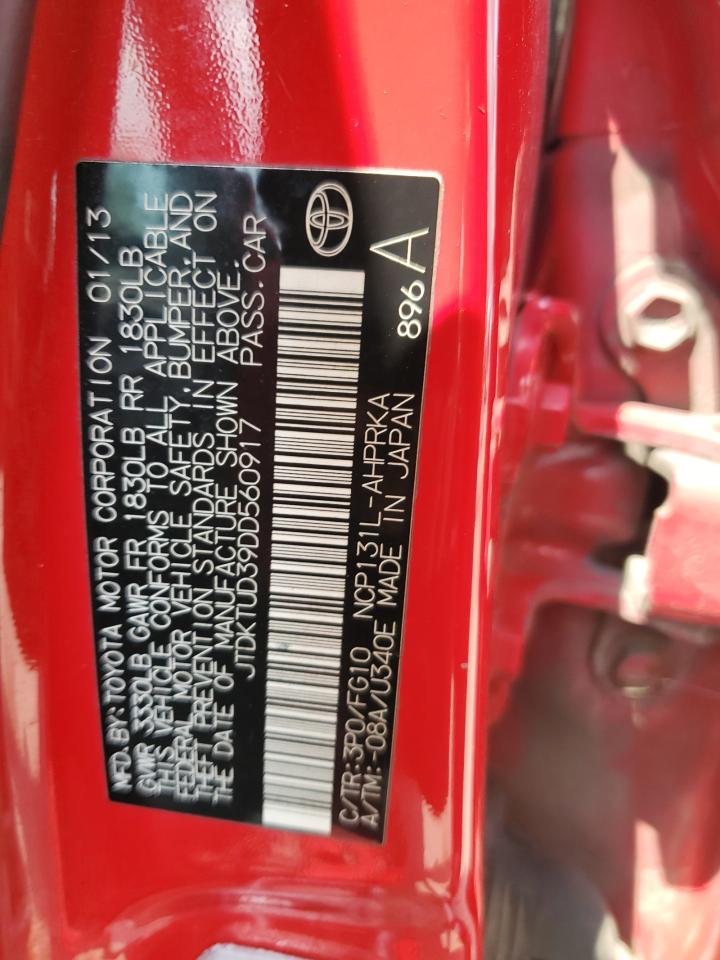 MFD.BY:TOYOTA MOTOR CORPORATION 01/13
GVWR 3330LB GAWR FR 1830LB RR 1830LB
THIS VEHICLE CONFORMS TO ALL APPLICABLE
FEDERAL MOTOR VEHICLE SAFETY,BUMPER,AND
THEFT PREVENTION STANDARDS IN EFFECT ON
THE DATE OF MANUFACTURE SHOWN ABOVE.
JTDKTUD39DD560917 PASS.CAR
C/TR:3P0/FG10 NCP131L-AHPRKA
A/TM:-08A/U340E MADE IN JAPAN
896 A